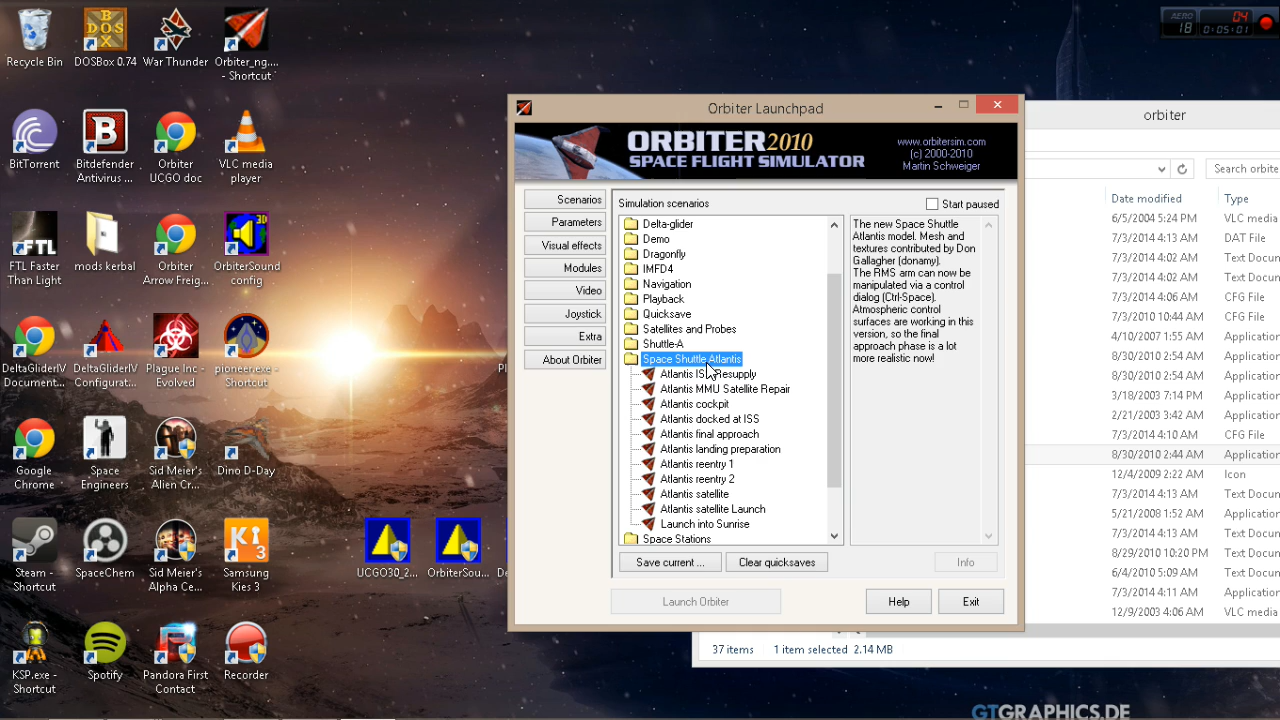 Recycle Bin
DOSBox 0.74
War Thunder
Orbiter_ng....
- Shortcut
BitTorrent
Bitdefender
Antivirus ...
Orbiter
UCGO doc
VLC media
player
FTL Faster
Than Light
mods kerbal
Orbiter
Arrow Freig...
OrbiterSound
config
DeltaGliderIV
Document...
DeltaGliderIV
Configurat...
Plague Inc -
Evolved
pioneer.exe -
Shortcut
Google
Chrome
Space
Engineers
Sid Meier's
Alien Cr...
Dino D-Day
Steam -
Shortcut
SpaceChem
Sid Meier's
Alpha Ce...
Samsung
Kies 3
UCGO30_2...
OrbiterSou...
KSP.exe -
Shortcut
Spotify
Pandora First
Contact
Recorder
AERO
18
04
0:05:01
Orbiter Launchpad
ORBITER 2010
SPACE FLIGHT SIMULATOR
www.orbitersim.com
(c) 2000-2010
Martin Schweiger
Scenarios
Parameters
Visual effects
Modules
Video
Joystick
Extra
About Orbiter
Simulation scenarios
Start paused
Delta-glider
Demo
Dragonfly
IMFD4
Navigation
Playback
Quicksave
Satellites and Probes
Shuttle-A
Space Shuttle Atlantis
Atlantis ISS Resupply
Atlantis MMU Satellite Repair
Atlantis cockpit
Atlantis docked at ISS
Atlantis final approach
Atlantis landing preparation
Atlantis reentry 1
Atlantis reentry 2
Atlantis satellite
Atlantis satellite Launch
Launch into Sunrise
Space Stations
The new Space Shuttle
Atlantis model. Mesh and
textures contributed by Don
Gallagher (donamy).
The RMS arm can now be
manipulated via a control
dialog (Ctrl-Space).
Atmospheric control
surfaces are working in this
version, so the final
approach phase is a lot
more realistic now!
Save current ...
Clear quicksaves
Info
Launch Orbiter
Help
Exit
orbiter
Search orbite
Date modified
Type
6/5/2004 5:24 PM
VLC media
7/3/2014 4:13 AM
DAT File
7/3/2014 4:02 AM
Text Docum
7/3/2014 4:02 AM
Text Docum
7/3/2014 4:06 AM
CFG File
7/3/2010 10:44 AM
CFG File
4/10/2007 1:55 AM
Application
8/30/2010 2:54 AM
Application
8/30/2010 2:54 AM
Application
3/18/2003 7:14 PM
Application
2/21/2003 3:42 AM
Application
7/3/2014 4:10 AM
CFG File
8/30/2010 2:44 AM
Application
12/4/2009 2:22 AM
Icon
7/3/2014 4:13 AM
Text Docum
5/21/2008 1:52 AM
Application
7/3/2014 4:13 AM
Text Docum
8/29/2010 10:20 PM
Text Docum
6/4/2010 5:09 AM
Application
7/3/2014 4:11 AM
Application
12/9/2003 4:06 AM
VLC media
37 items
1 item selected 2.14 MB
GTGRAPHICS.DE